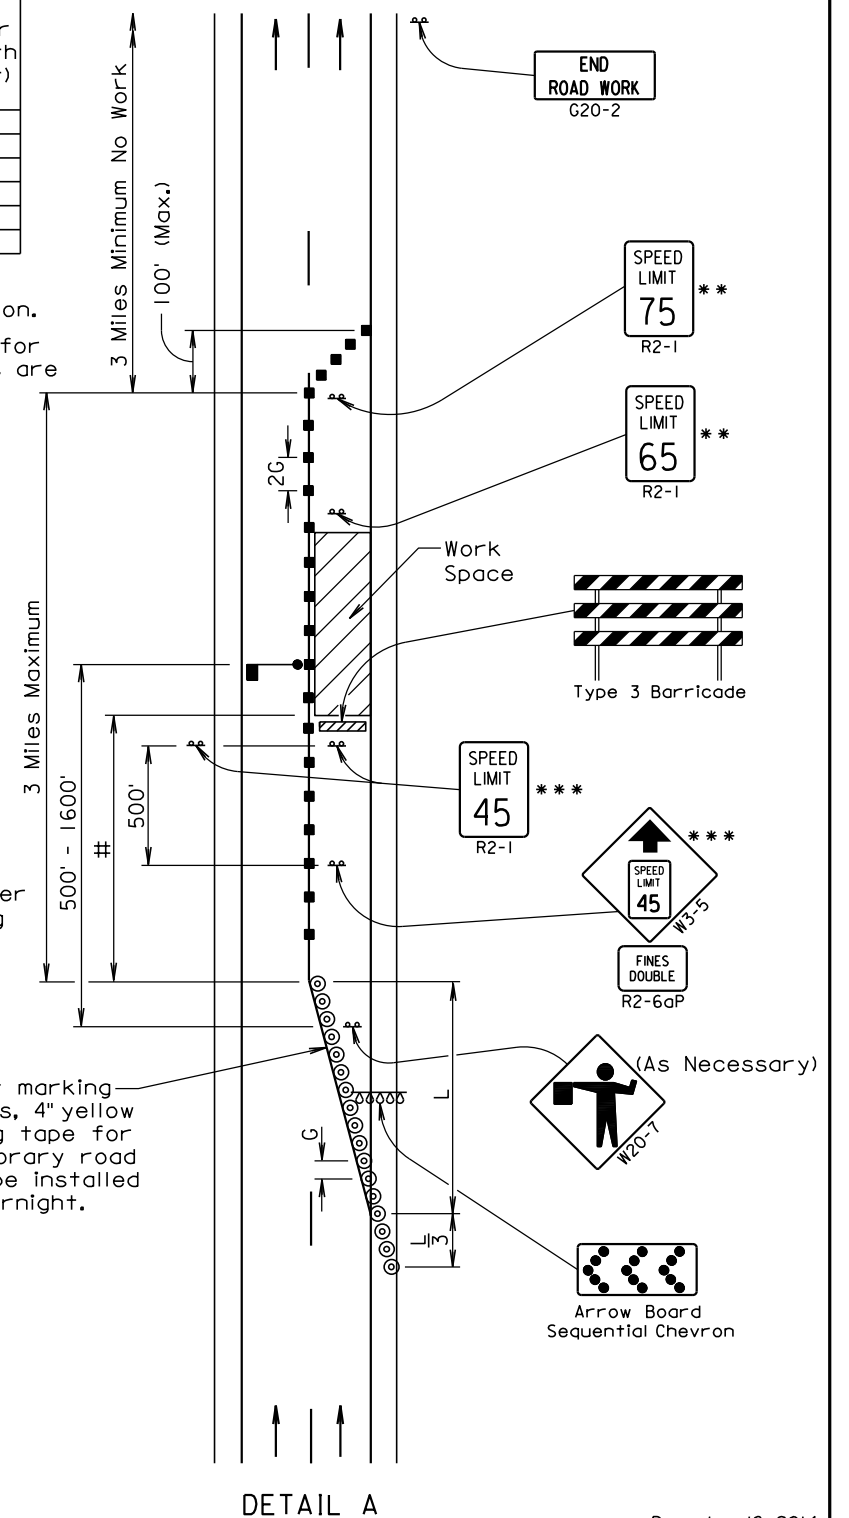 END
ROAD WORK
G20-2
3 Miles Minimum No Work
100' (Max.)
SPEED
LIMIT
75
**
R2-1
on.
for
are
SPEED
LIMIT
65
**
R2-1
2G
Work
Space
3 Miles Maximum
Type 3 Barricade
500' - 1600'
#
500'
SPEED
LIMIT
45
***
R2-1
***
SPEED
LIMIT
45
W3-5
FINES
DOUBLE
R2-6aP
er
g
(As Necessary)
W20-7
marking
s, 4" yellow
g tape for
orary road
be installed
rnight.
L
G
L
3
Arrow Board
Sequential Chevron
DETAIL A